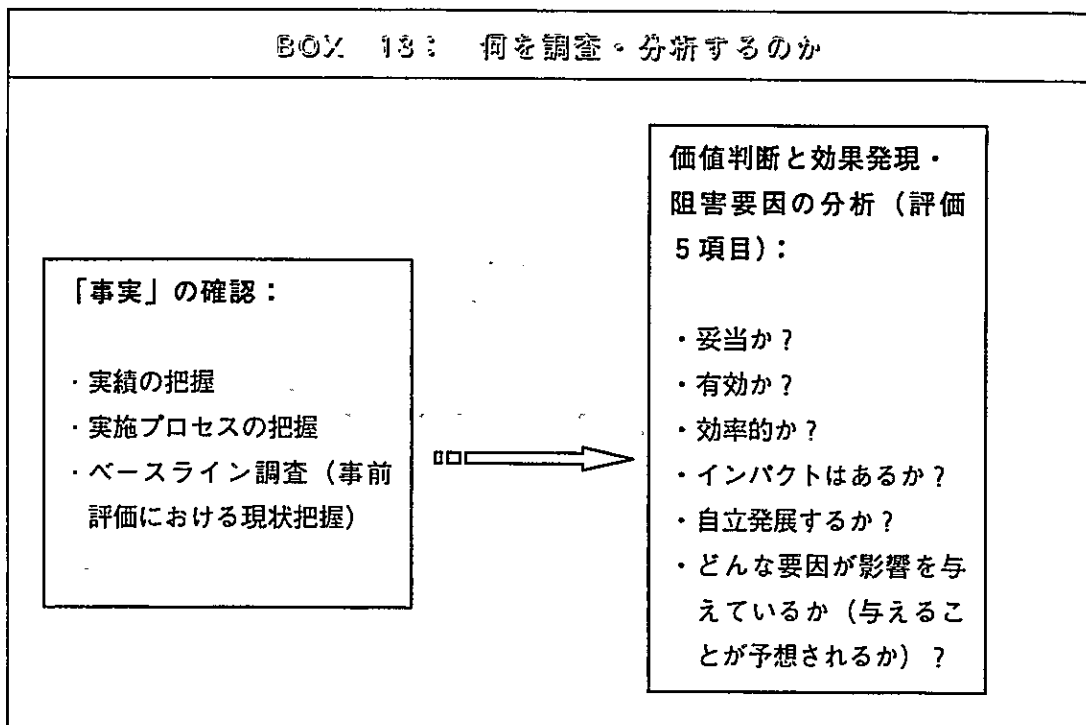 BOX 13： 何を調査・分析するのか
「事実」の確認：
・実績の把握
・実施プロセスの把握
・ベースライン調査（事前
評価における現状把握）
価値判断と効果発現・
阻害要因の分析（評価
5項目）：
・妥当か？
・有効か？
・効率的か？
・インパクトはあるか？
・自立発展するか？
・どんな要因が影響を与
えているか（与えるこ
とが予想されるか）？